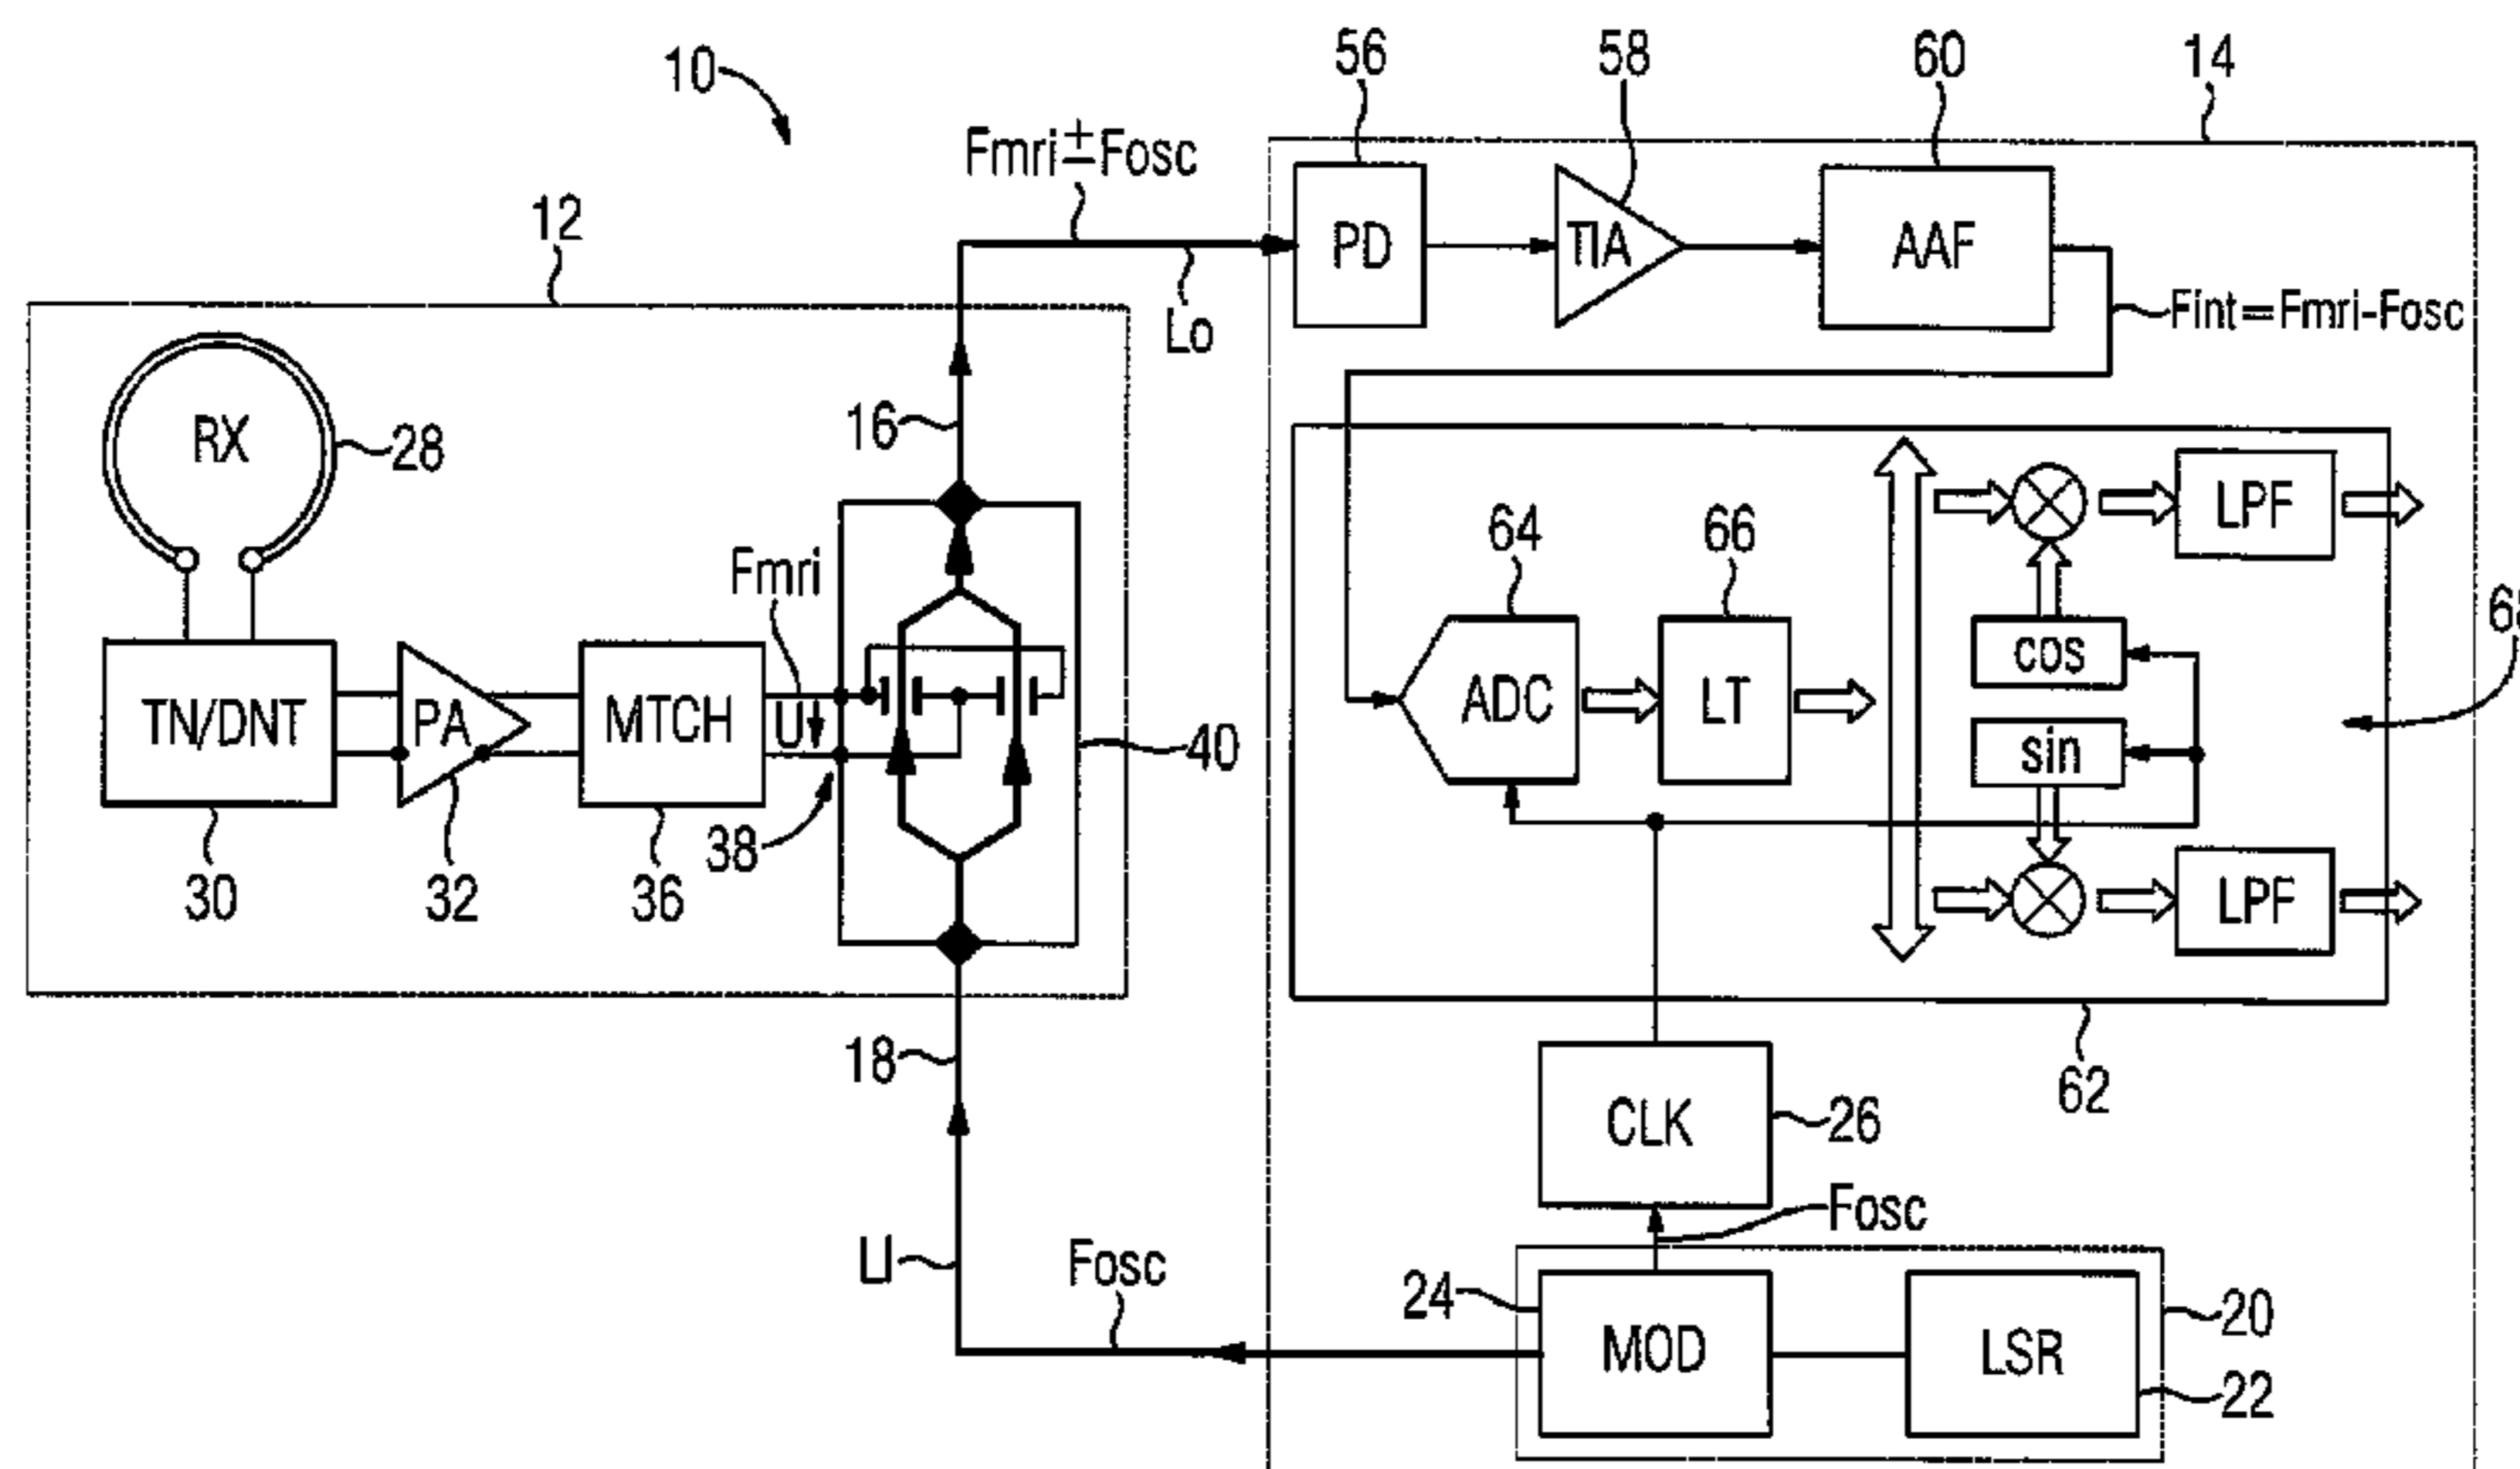 10
56
58
60
14
Fmri±Fosc
12
PD
TIA
AAF
Fint=Fmri-Fosc
Lo
RX
28
16
64
66
LPF
Fmri
cos
TN/DNT
PA
MTCH
U
ADC
LT
sin
40
38
30
32
36
LPF
18
62
CLK
26
Fosc
Fosc
24
MOD
LSR
20
22